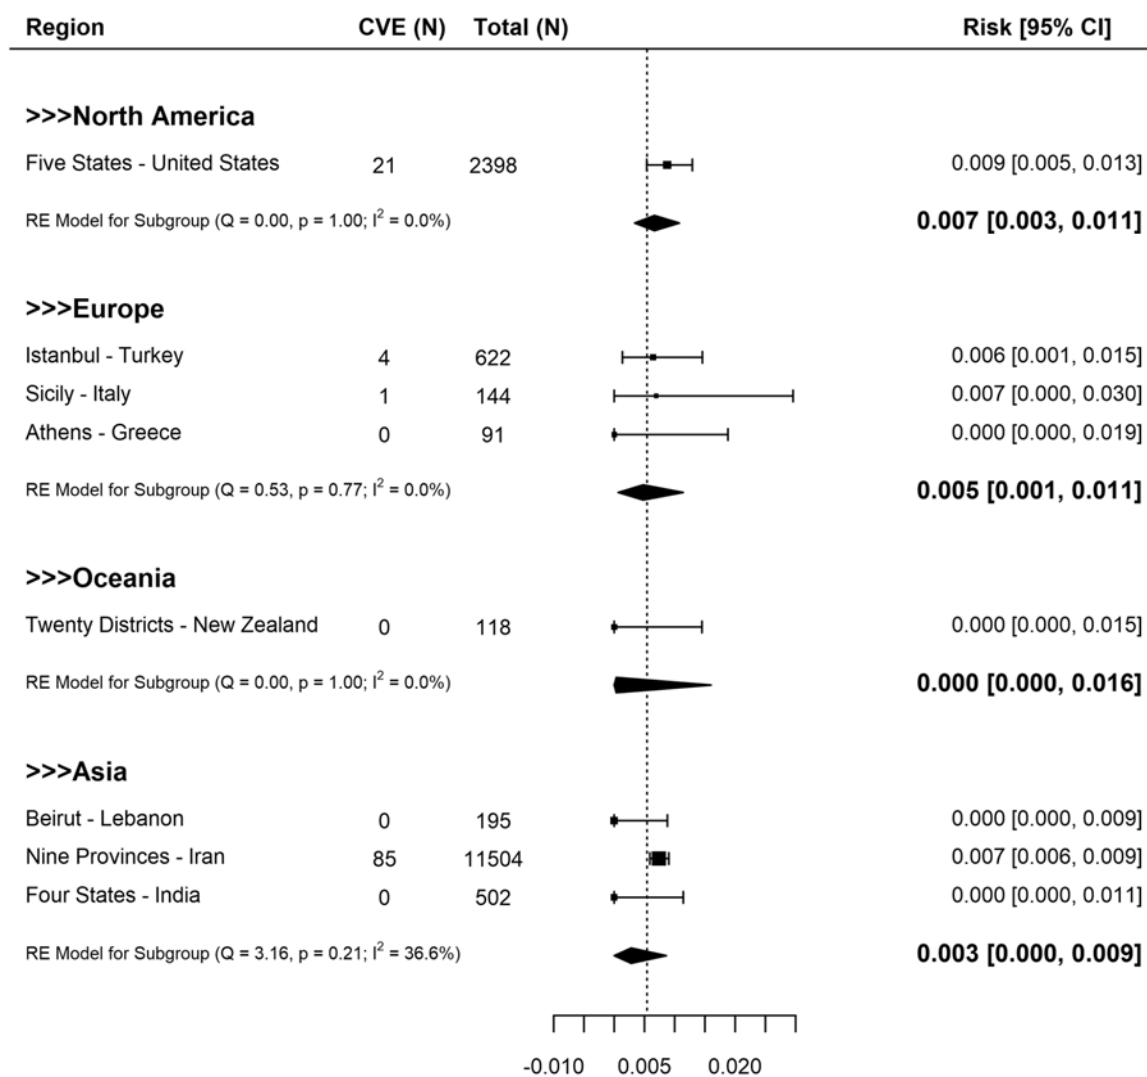 Region CVE (N) Total (N) Risk [95% CI]
>>>North America
Five States - United States 21 2398 0.009 [0.005, 0.013]
RE Model for Subgroup (Q = 0.00, p = 1.00; I² = 0.0%) 0.007 [0.003, 0.011]
>>>Europe
Istanbul - Turkey 4 622 0.006 [0.001, 0.015]
Sicily - Italy 1 144 0.007 [0.000, 0.030]
Athens - Greece 0 91 0.000 [0.000, 0.019]
RE Model for Subgroup (Q = 0.53, p = 0.77; I² = 0.0%) 0.005 [0.001, 0.011]
>>>Oceania
Twenty Districts - New Zealand 0 118 0.000 [0.000, 0.015]
RE Model for Subgroup (Q = 0.00, p = 1.00; I² = 0.0%) 0.000 [0.000, 0.016]
>>>Asia
Beirut - Lebanon 0 195 0.000 [0.000, 0.009]
Nine Provinces - Iran 85 11504 0.007 [0.006, 0.009]
Four States - India 0 502 0.000 [0.000, 0.011]
RE Model for Subgroup (Q = 3.16, p = 0.21; I² = 36.6%) 0.003 [0.000, 0.009]
-0.010 0.005 0.020